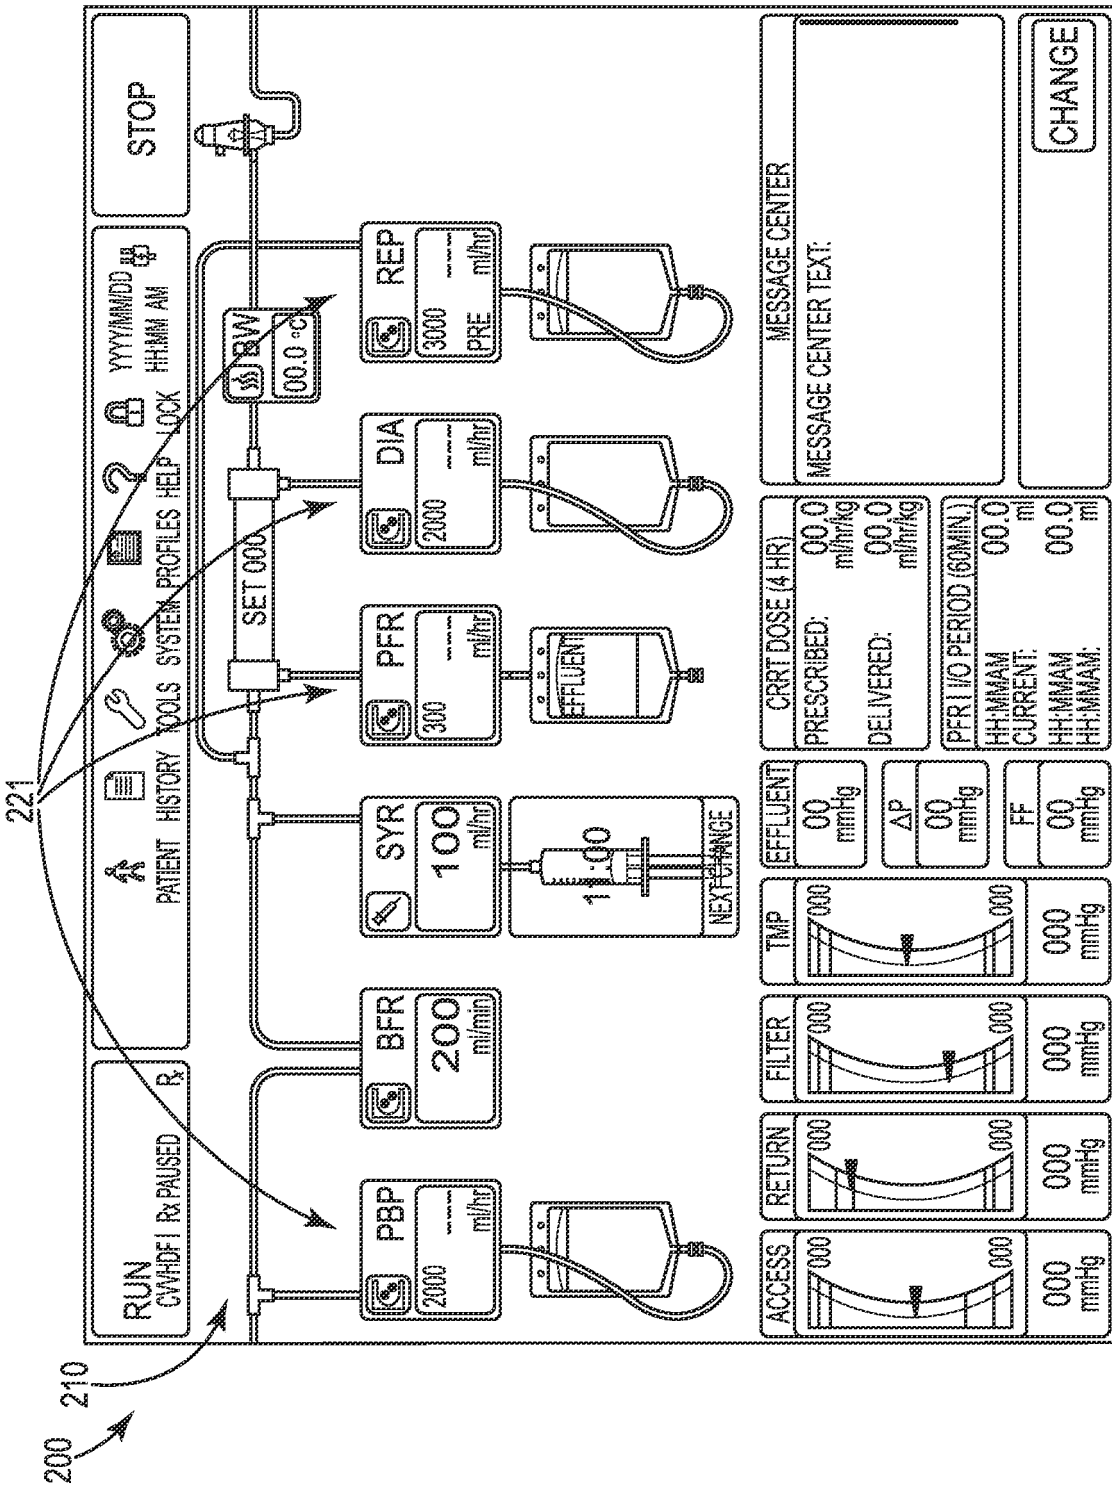 200
210
221
RUN
CVVHDF | Rx PAUSED
Rx
PATIENT
HISTORY
TOOLS
SYSTEM
PROFILES
HELP
LOCK
YYYY/MM/DD
HH:MM AM
STOP
SET 000
BW
00.0 °C
PBP
2000
---
ml/hr
BFR
200
ml/min
SYR
100
ml/hr
PFR
300
---
ml/hr
DIA
2000
---
ml/hr
REP
3000
---
PRE
ml/hr
NEXT CHANGE
EFFLUENT
ACCESS
000
000
000
mmHg
RETURN
000
000
000
mmHg
FILTER
000
000
000
mmHg
TMP
000
000
000
mmHg
EFFLUENT
00
mmHg
ΔP
00
mmHg
FF
00
mmHg
CRRT DOSE (4 HR)
PRESCRIBED: 00.0
ml/hr/kg
DELIVERED: 00.0
ml/hr/kg
PFR I/O PERIOD (60MIN.)
HH:MMAM 00.0
CURRENT: ml
HH:MMAM 00.0
HH:MMAM: ml
MESSAGE CENTER
MESSAGE CENTER TEXT:
CHANGE